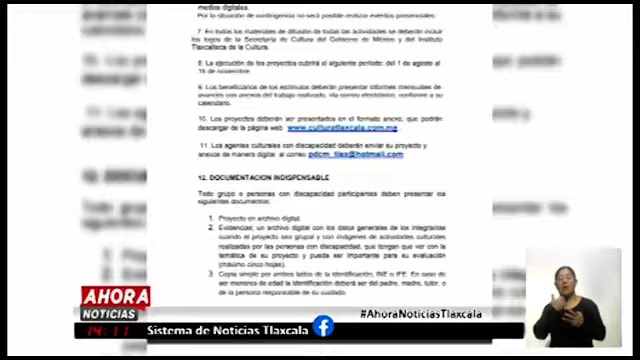 medios digitales.
Por la situación de contingencia no será posible realizar eventos presenciales.
7. En todas los materiales de difusión de todas las actividades se deberán incluir
los logos de la Secretaría de Cultura del Gobierno de México y del Instituto
Tlaxcalteca de la Cultura.
8. La ejecución de los proyectos cubrirá el siguiente periodo: del 1 de agosto al
15 de noviembre.
9. Los beneficiarios de los estímulos deberán presentar informes mensuales de
avances con anexos del trabajo realizado, vía correo electrónico, conforme a su
calendario.
10. Los proyectos deberán ser presentados en el formato anexo, que podrán
descargar de la página web www.culturatlaxcala.com.mx.
11. Los agentes culturales con discapacidad deberán enviar su proyecto y
anexos de manera digital al correo pdcm_tlax@hotmail.com
12. DOCUMENTACION INDISPENSABLE
Todo grupo o personas con discapacidad participantes deben presentar los
siguientes documentos:
1. Proyecto en archivo digital.
2. Evidencias; un archivo digital con los datos generales de los integrantes
cuando el proyecto sea grupal y con imágenes de actividades culturales
realizadas por las personas con discapacidad, que tengan que ver con la
temática de su proyecto y pueda ser importante para su evaluación
(máximo cinco hojas).
3. Copia simple por ambos lados de la identificación, INE o IFE. En caso de
ser menores de edad la identificación deberá ser del padre, madre, tutor, o
de la persona responsable de su cuidado.
#AhoraNoticiasTlaxcala
AHORA
NOTICIAS
14:11
Sistema de Noticias Tlaxcala